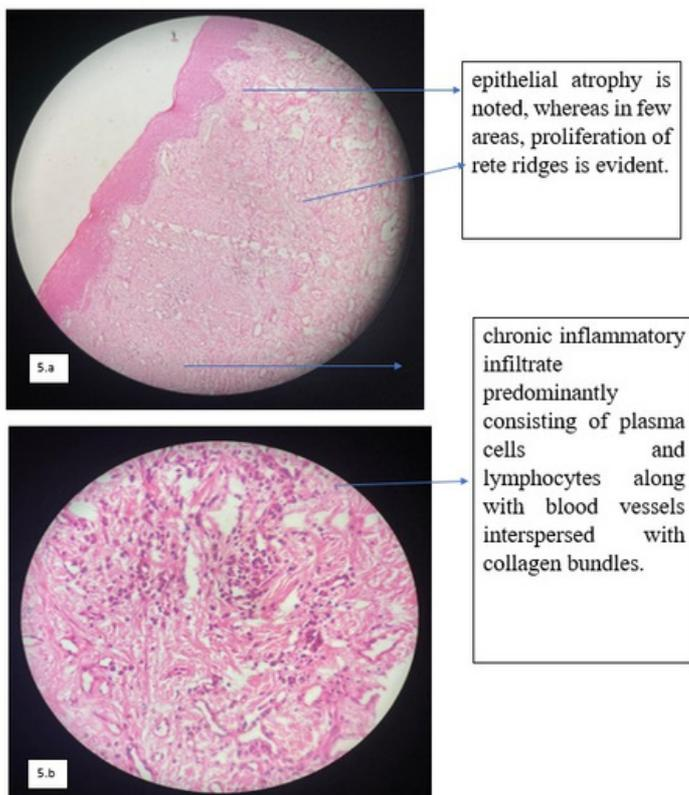 epithelial atrophy is
noted, whereas in few
areas, proliferation of
rete ridges is evident.
5.a
chronic inflammatory
infiltrate
predominantly
consisting of plasma
cells and
lymphocytes along
with blood vessels
interspersed with
collagen bundles.
5.b